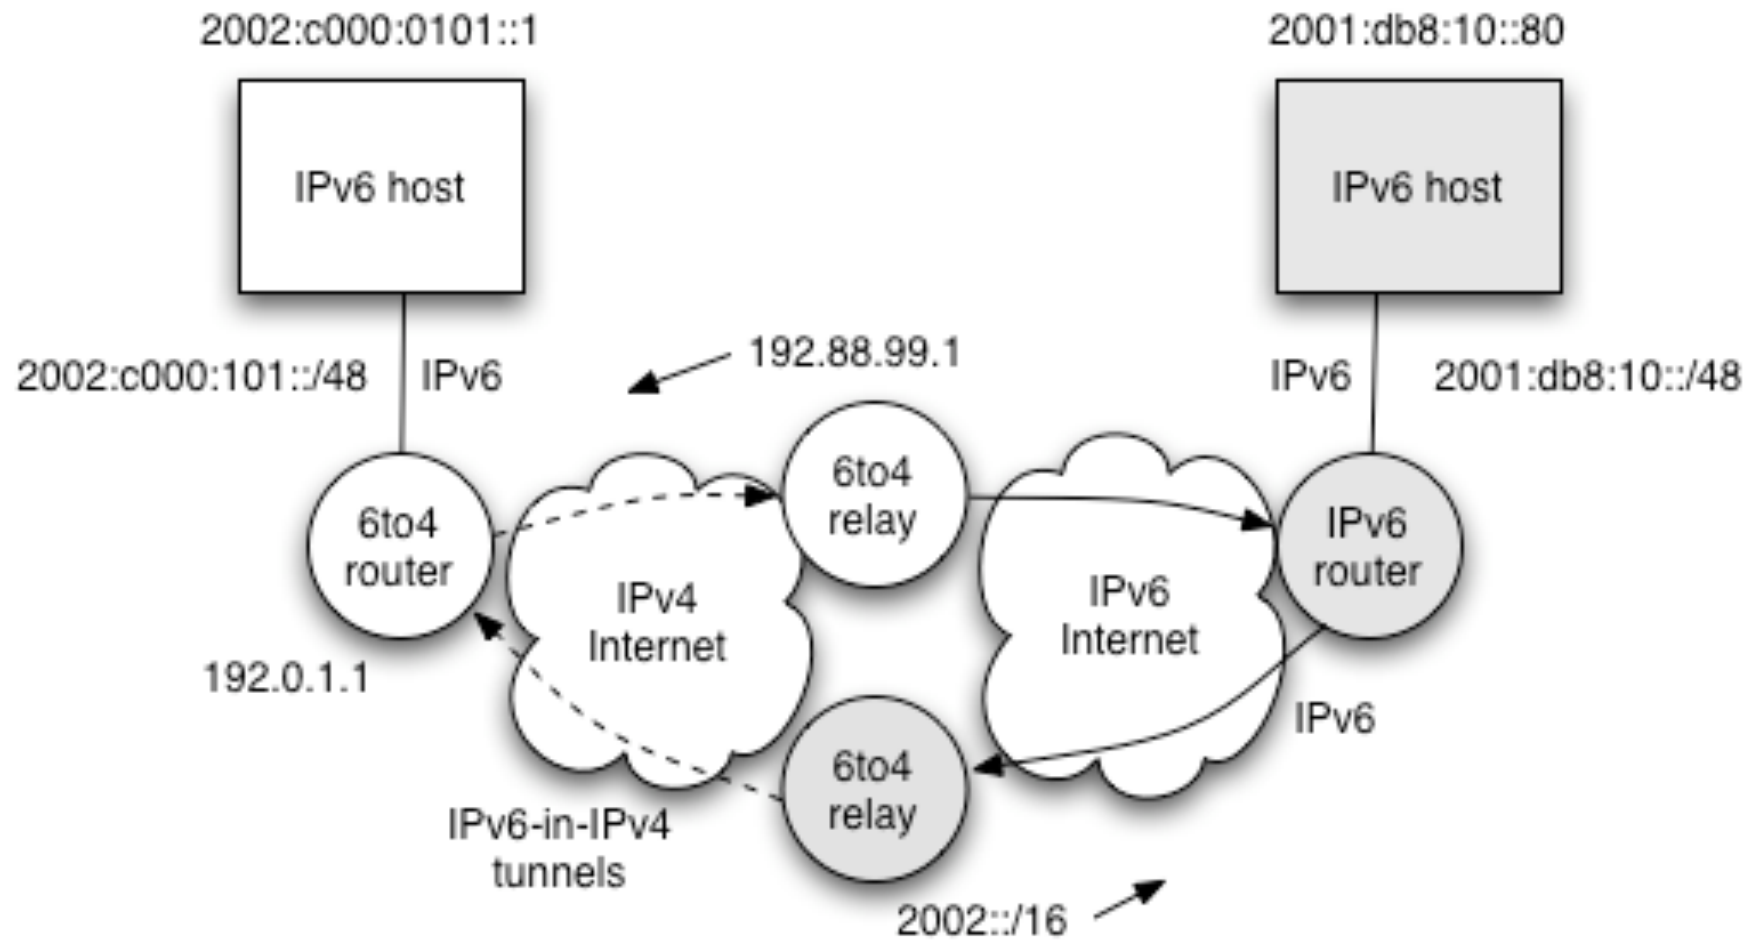 2002:c000:0101::1
2001:db8:10::80
IPv6 host
IPv6 host
2002:c000:101::/48
IPv6
192.88.99.1
IPv6
2001:db8:10::/48
6to4
relay
6to4
router
IPv6
router
IPv4
Internet
IPv6
Internet
192.0.1.1
IPv6
6to4
relay
IPv6-in-IPv4
tunnels
2002::/16